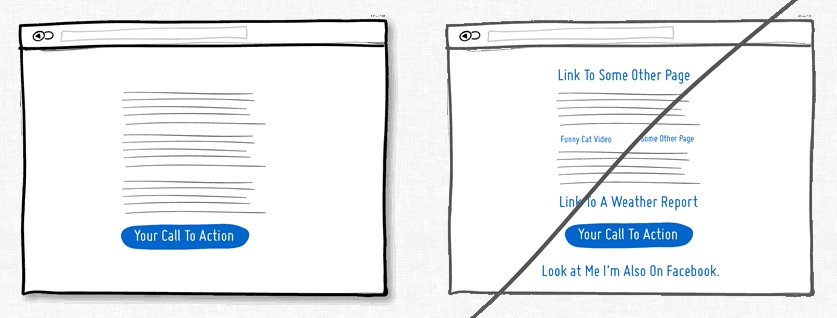 Your Call To Action
Link To Some Other Page
Funny Cat Video
Some Other Page
Link To A Weather Report
Your Call To Action
Look at Me I'm Also On Facebook.